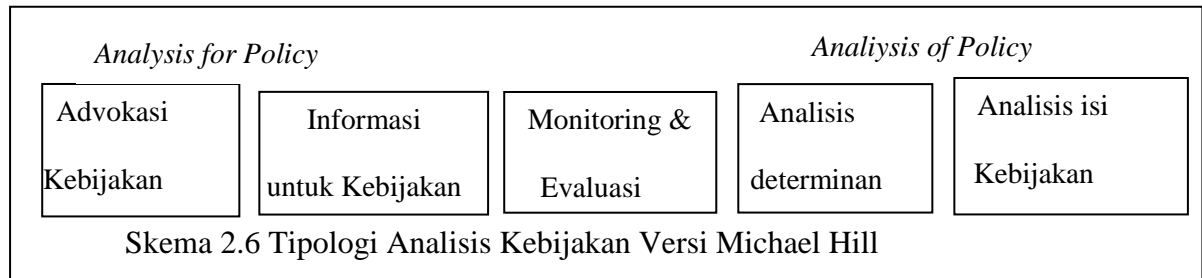 Analysis for Policy
Analiysis of Policy
Advokasi
Kebijakan
Informasi
untuk Kebijakan
Monitoring &
Evaluasi
Analisis
determinan
Analisis isi
Kebijakan
Skema 2.6 Tipologi Analisis Kebijakan Versi Michael Hill